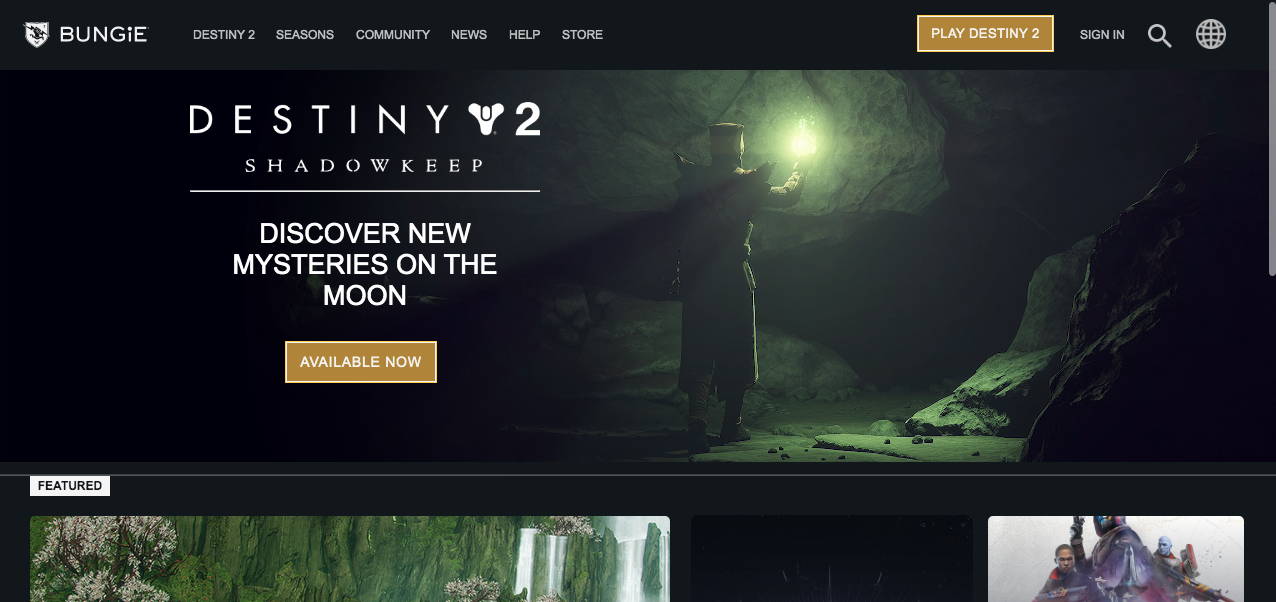 BUNGiE
DESTINY 2 SEASONS COMMUNITY NEWS HELP STORE
PLAY DESTINY 2
SIGN IN
DESTINY 2
SHADOWKEEP
DISCOVER NEW
MYSTERIES ON THE
MOON
AVAILABLE NOW
FEATURED